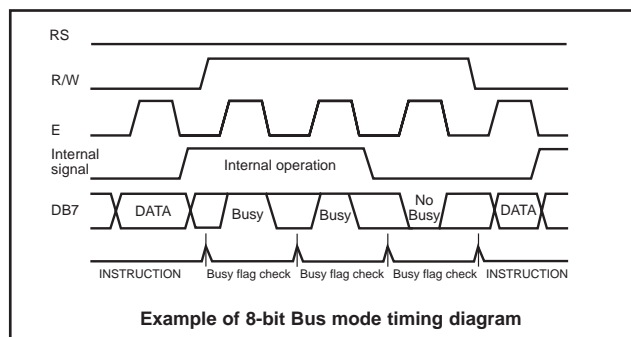 RS
R/W
E
Internal
signal
Internal operation
DB7
DATA
Busy
Busy
No
Busy
DATA
INSTRUCTION
Busy flag check
Busy flag check
Busy flag check
INSTRUCTION
Example of 8-bit Bus mode timing diagram